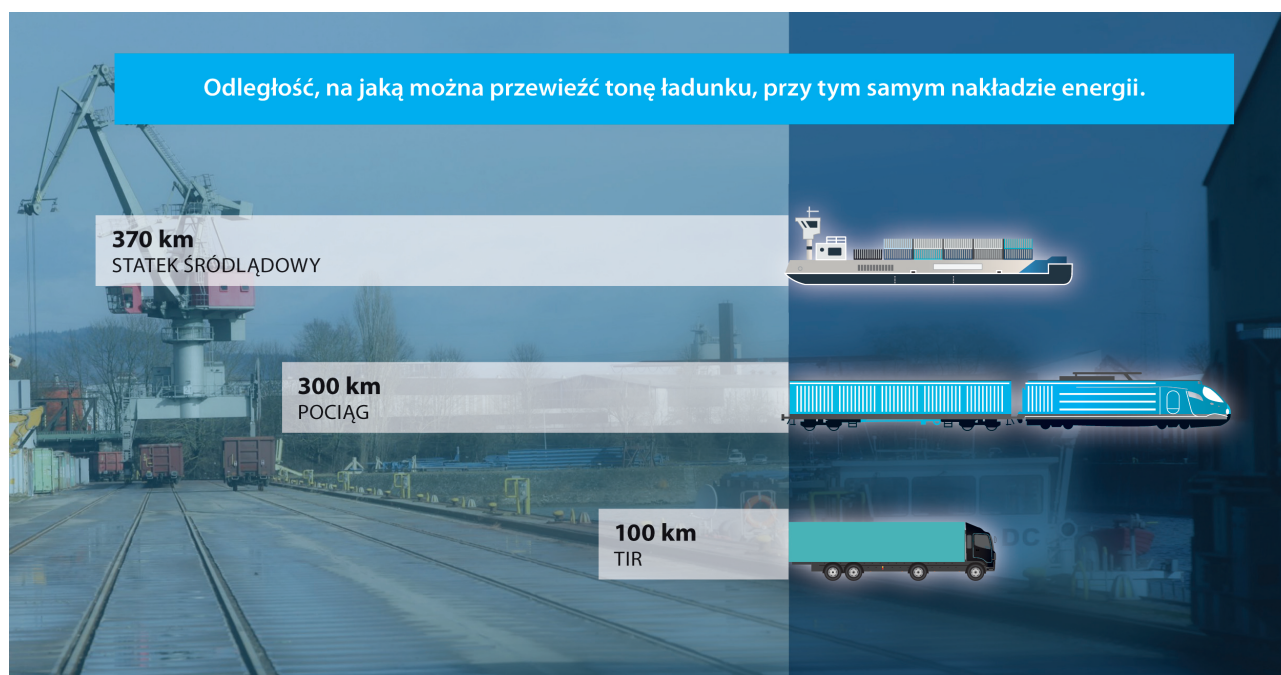 Odległość, na jaką można przewieźć tonę ładunku, przy tym samym nakładzie energii.
370 km
STATEK ŚRÓDLĄDOWY
300 km
POCIĄG
100 km
TIR
DC